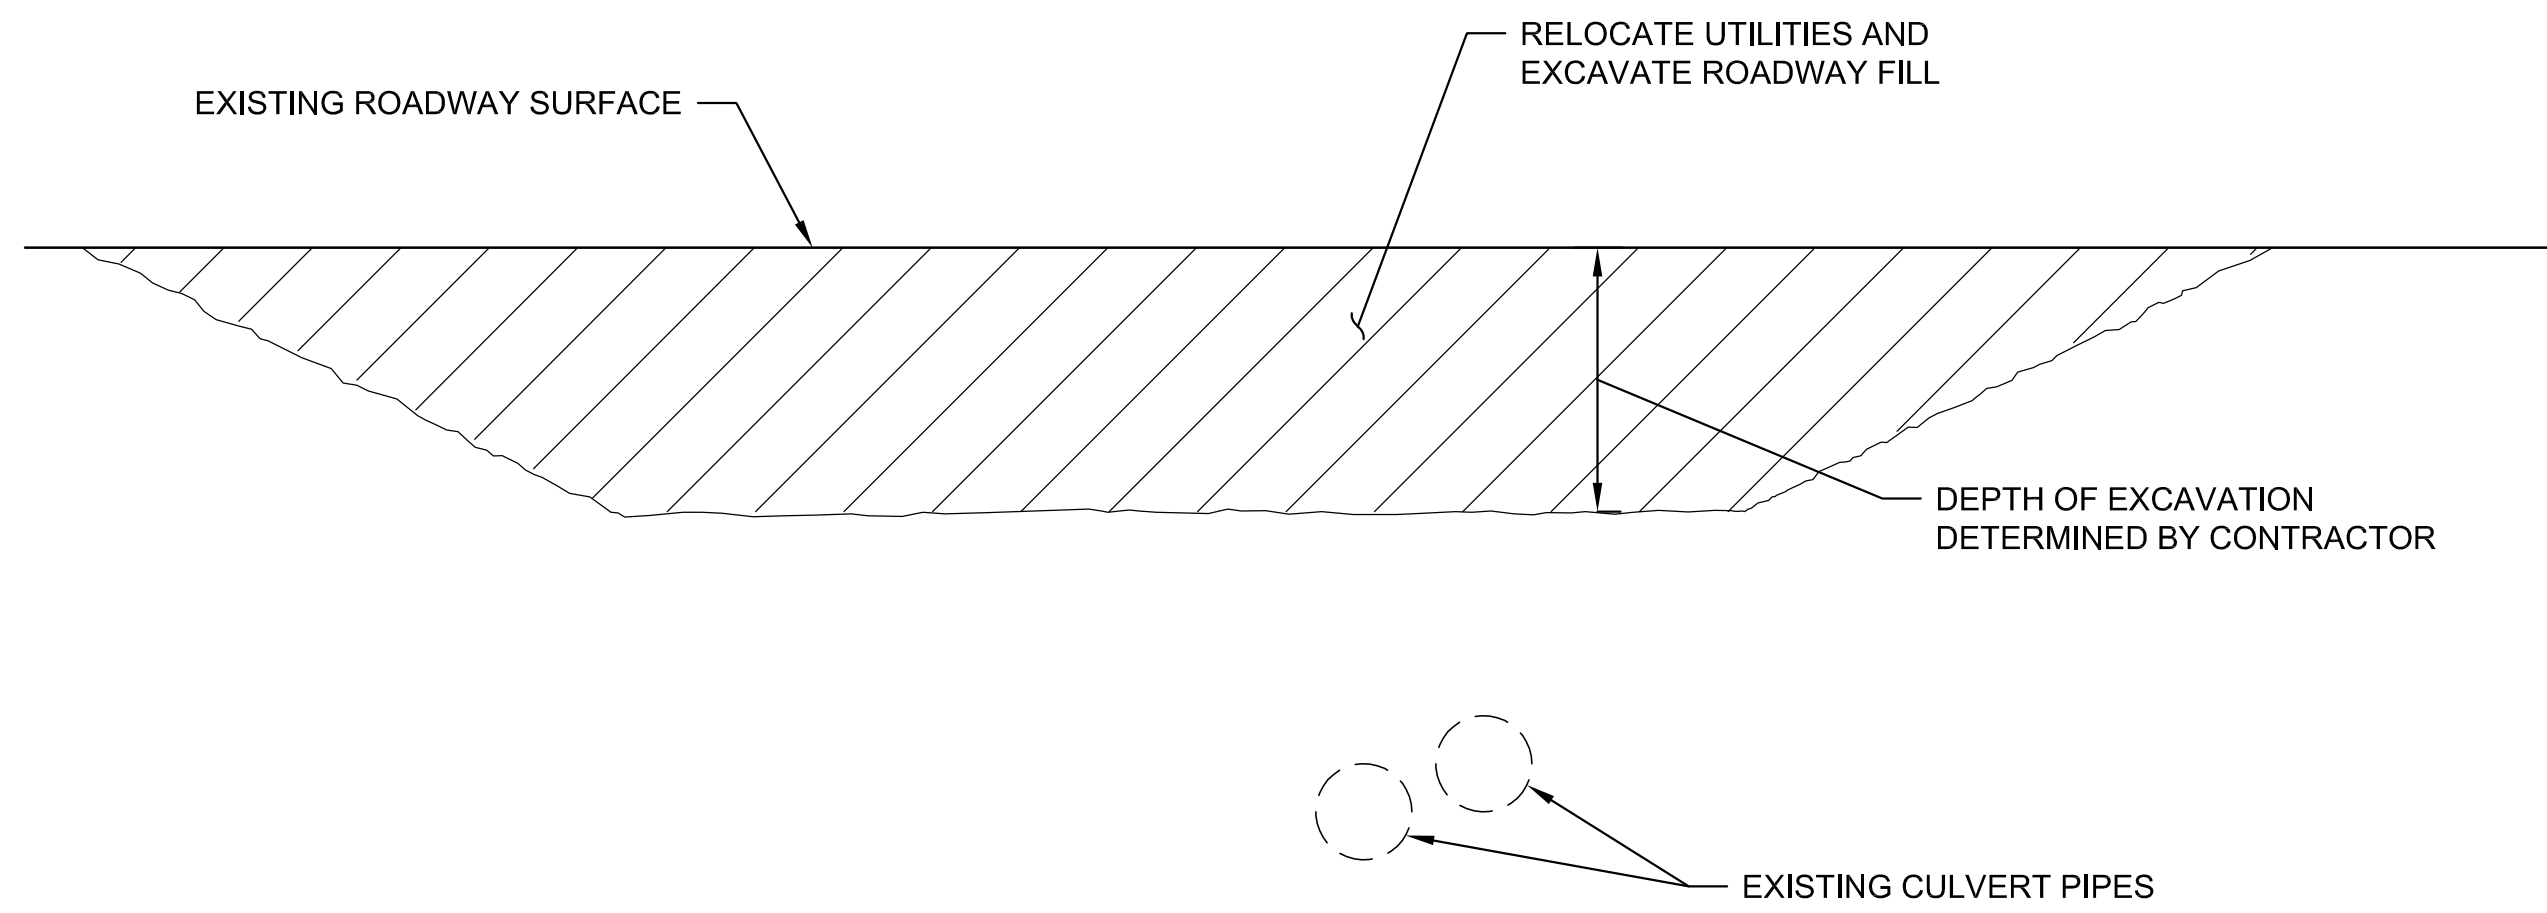 RELOCATE UTILITIES AND
EXCAVATE ROADWAY FILL
EXISTING ROADWAY SURFACE
DEPTH OF EXCAVATION
DETERMINED BY CONTRACTOR
EXISTING CULVERT PIPES